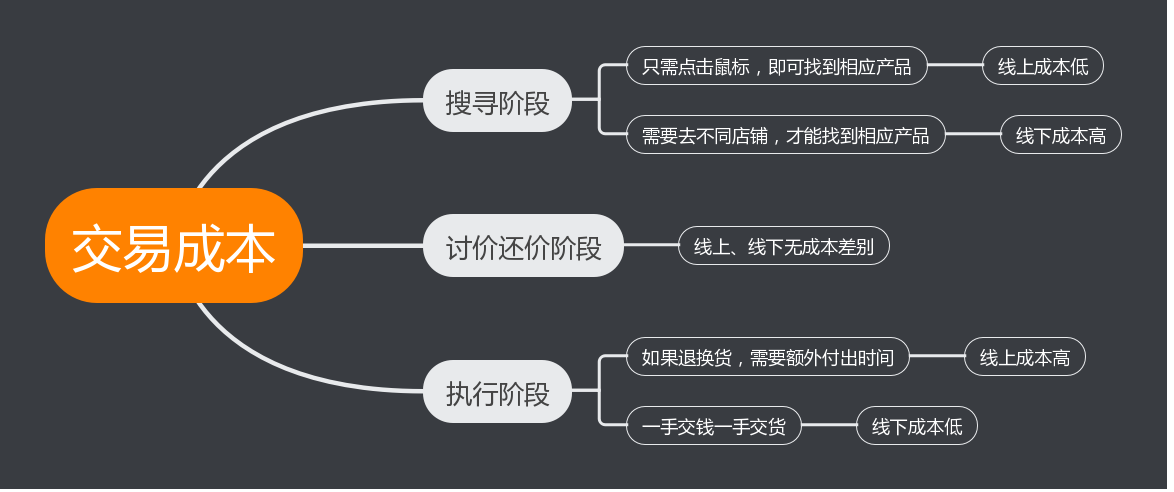 交易成本
搜寻阶段
只需点击鼠标，即可找到相应产品
线上成本低
需要去不同店铺，才能找到相应产品
线下成本高
讨价还价阶段
线上、线下无成本差别
执行阶段
如果退换货，需要额外付出时间
线上成本高
一手交钱一手交货
线下成本低